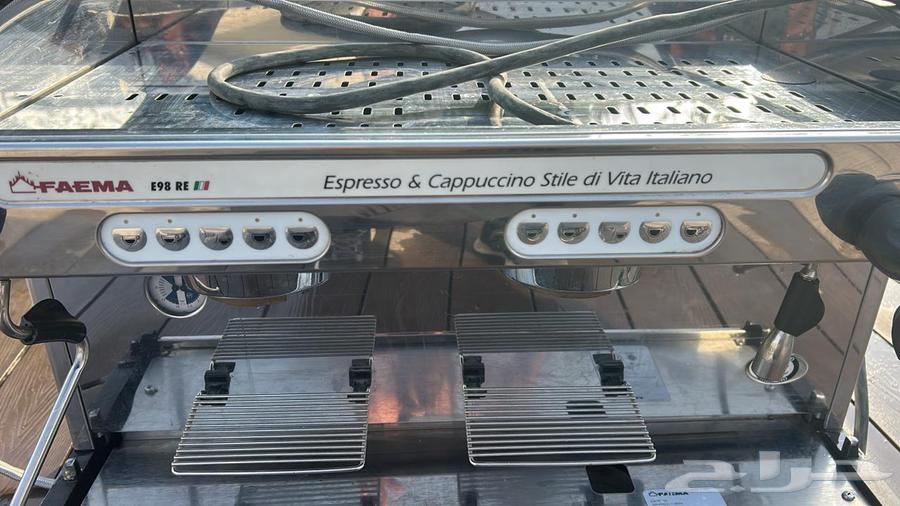 FAEMA E98 RE Espresso & Cappuccino Stile di Vita Italiano
FAEMA
حراج